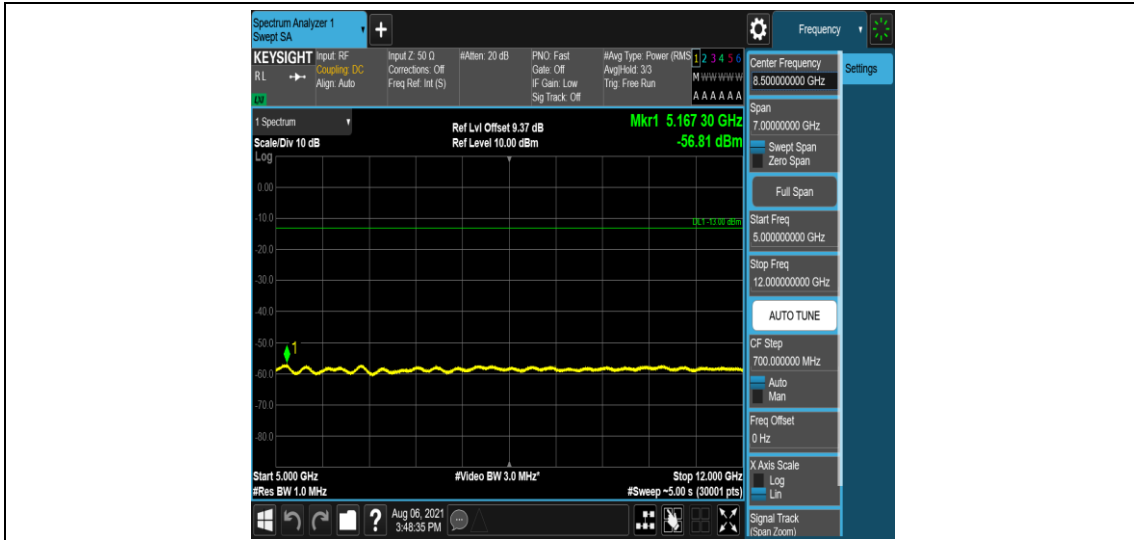 Spectrum Analyzer 1
Swept SA
+
Frequency
KEYSIGHT
RL
Input: RF
Coupling: DC
Align: Auto
Input Z: 50 Ω
Corrections: Off
Freq Ref: Int (S)
#Atten: 20 dB
PNO: Fast
Gate: Off
IF Gain: Low
Sig Track: Off
#Avg Type: Power (RMS
Avg|Hold: 3/3
Trig: Free Run
1 2 3 4 5 6
M W W W W W
A A A A A A
1 Spectrum
Scale/Div 10 dB
Log
Ref Lvl Offset 9.37 dB
Ref Level 10.00 dBm
Mkr1 5.167 30 GHz
-56.81 dBm
0.00
-10.0
DL1 -13.00 dBm
-20.0
-30.0
-40.0
-50.0
1
-60.0
-70.0
-80.0
Start 5.000 GHz
#Res BW 1.0 MHz
#Video BW 3.0 MHz*
Stop 12.000 GHz
#Sweep ~5.00 s (30001 pts)
?
Aug 06, 2021
3:48:35 PM
Center Frequency
8.500000000 GHz
Settings
Span
7.00000000 GHz
Swept Span
Zero Span
Full Span
Start Freq
5.000000000 GHz
Stop Freq
12.000000000 GHz
AUTO TUNE
CF Step
700.000000 MHz
Auto
Man
Freq Offset
0 Hz
X Axis Scale
Log
Lin
Signal Track
(Span Zoom)